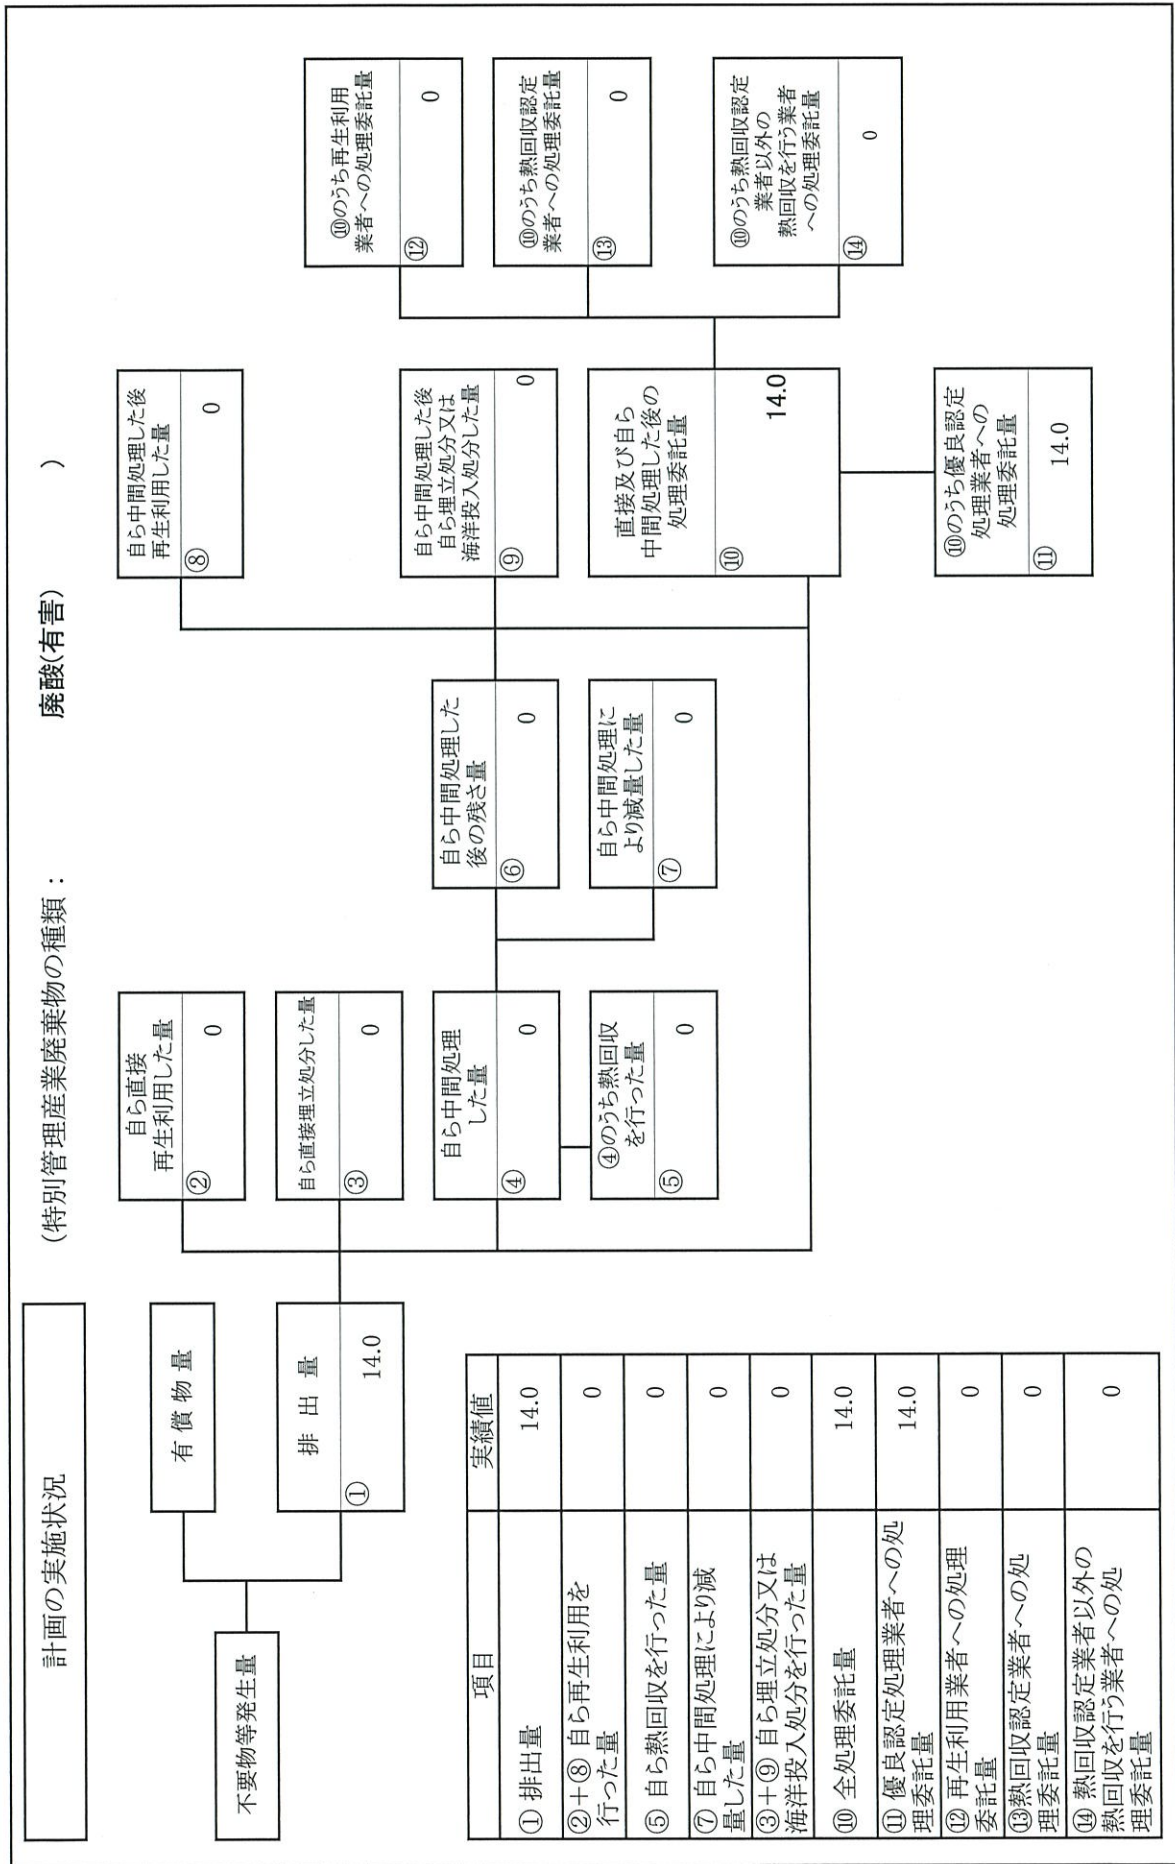 計画の実施状況
(特別管理産業廃棄物の種類： 廃酸(有害) )
不要物等発生量
有 償 物 量
排 出 量
① 14.0
自ら直接
再生利用した量
② 0
自ら直接埋立処分した量
③ 0
自ら中間処理
した量
④ 0
④のうち熱回収
を行った量
⑤ 0
自ら中間処理した
後の残さ量
⑥ 0
自ら中間処理に
より減量した量
⑦ 0
自ら中間処理した後
再生利用した量
⑧ 0
自ら中間処理した後
自ら埋立処分又は
海洋投入処分した量
⑨ 0
直接及び自ら
中間処理した後の
処理委託量
⑩ 14.0
⑩のうち優良認定
処理業者への
処理委託量
⑪ 14.0
⑩のうち再生利用
業者への処理委託量
⑫ 0
⑩のうち熱回収認定
業者への処理委託量
⑬ 0
⑩のうち熱回収認定
業者以外の
熱回収を行う業者
への処理委託量
⑭ 0
項目 実績値
① 排出量 14.0
②＋⑧ 自ら再生利用を
行った量 0
⑤ 自ら熱回収を行った量 0
⑦ 自ら中間処理により減
量した量 0
③＋⑨ 自ら埋立処分又は
海洋投入処分を行った量 0
⑩ 全処理委託量 14.0
⑪ 優良認定処理業者への処
理委託量 14.0
⑫ 再生利用業者への処理
委託量 0
⑬熱回収認定業者への処
理委託量 0
⑭ 熱回収認定業者以外の
熱回収を行う業者への処
理委託量 0